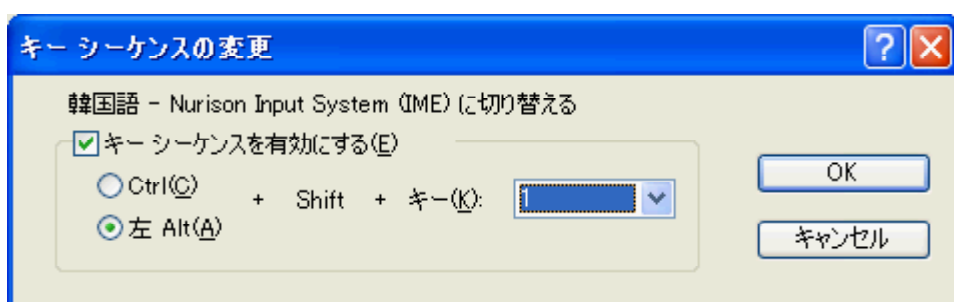 キー シーケンスの変更
韓国語 - Nurison Input System (IME) に切り替える
キー シーケンスを有効にする(E)
Ctrl(C)
左 Alt(A)
+ Shift + キー(K): 1
OK
キャンセル